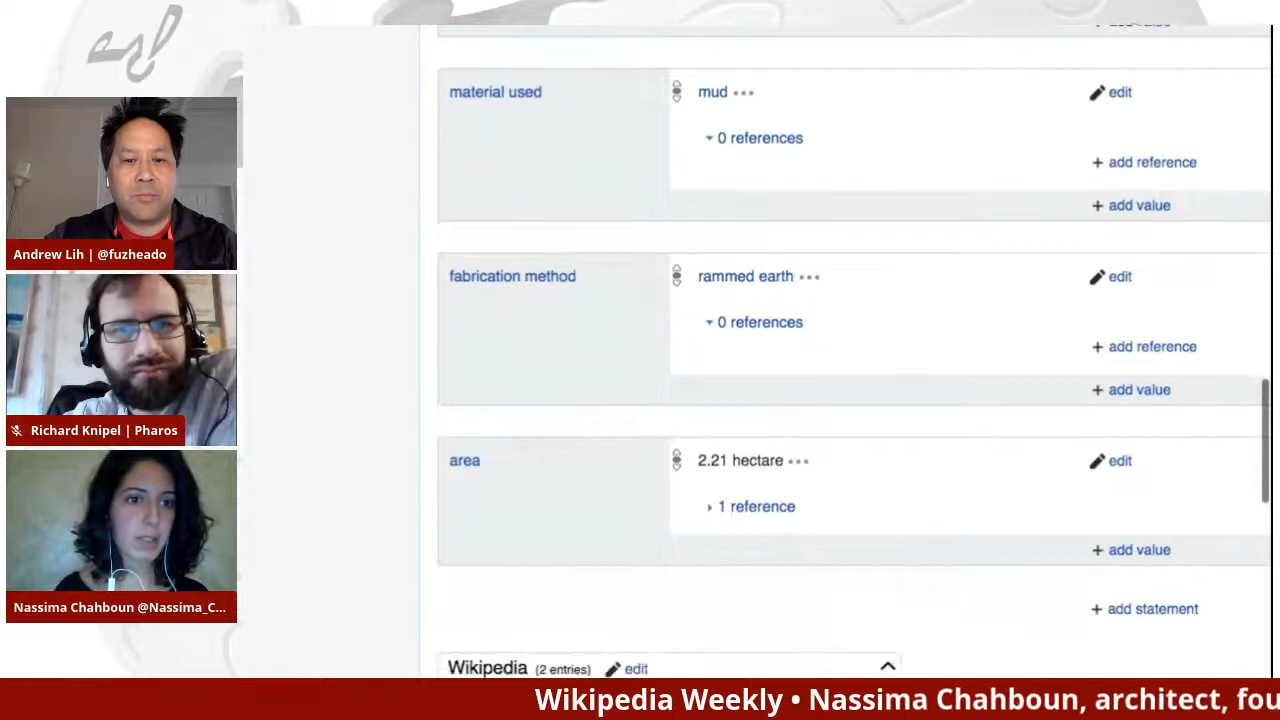 material used
mud
edit
0 references
+ add reference
+ add value
fabrication method
rammed earth
edit
0 references
+ add reference
+ add value
area
2.21 hectare
edit
1 reference
+ add value
+ add statement
Wikipedia (2 entries) edit
Andrew Lih | @fuzheado
Richard Knipel | Pharos
Nassima Chahboun @Nassima_C...
Wikipedia Weekly • Nassima Chahboun, architect, fou